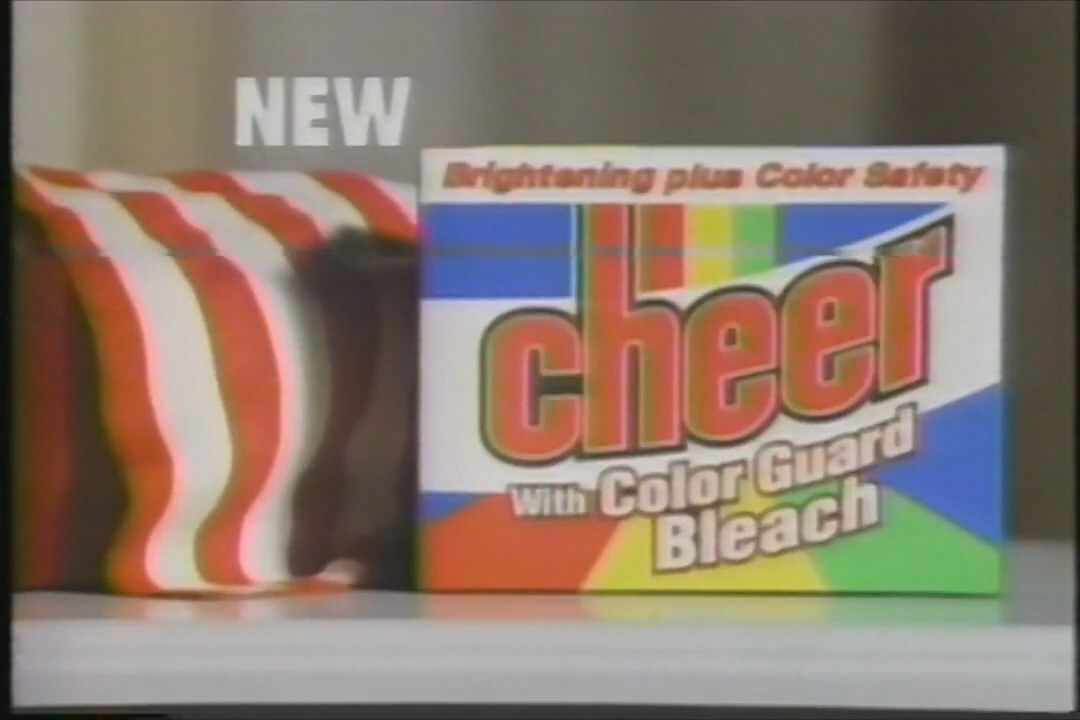 NEW
Brightening plus Color Safety
cheer
With Color Guard
Bleach